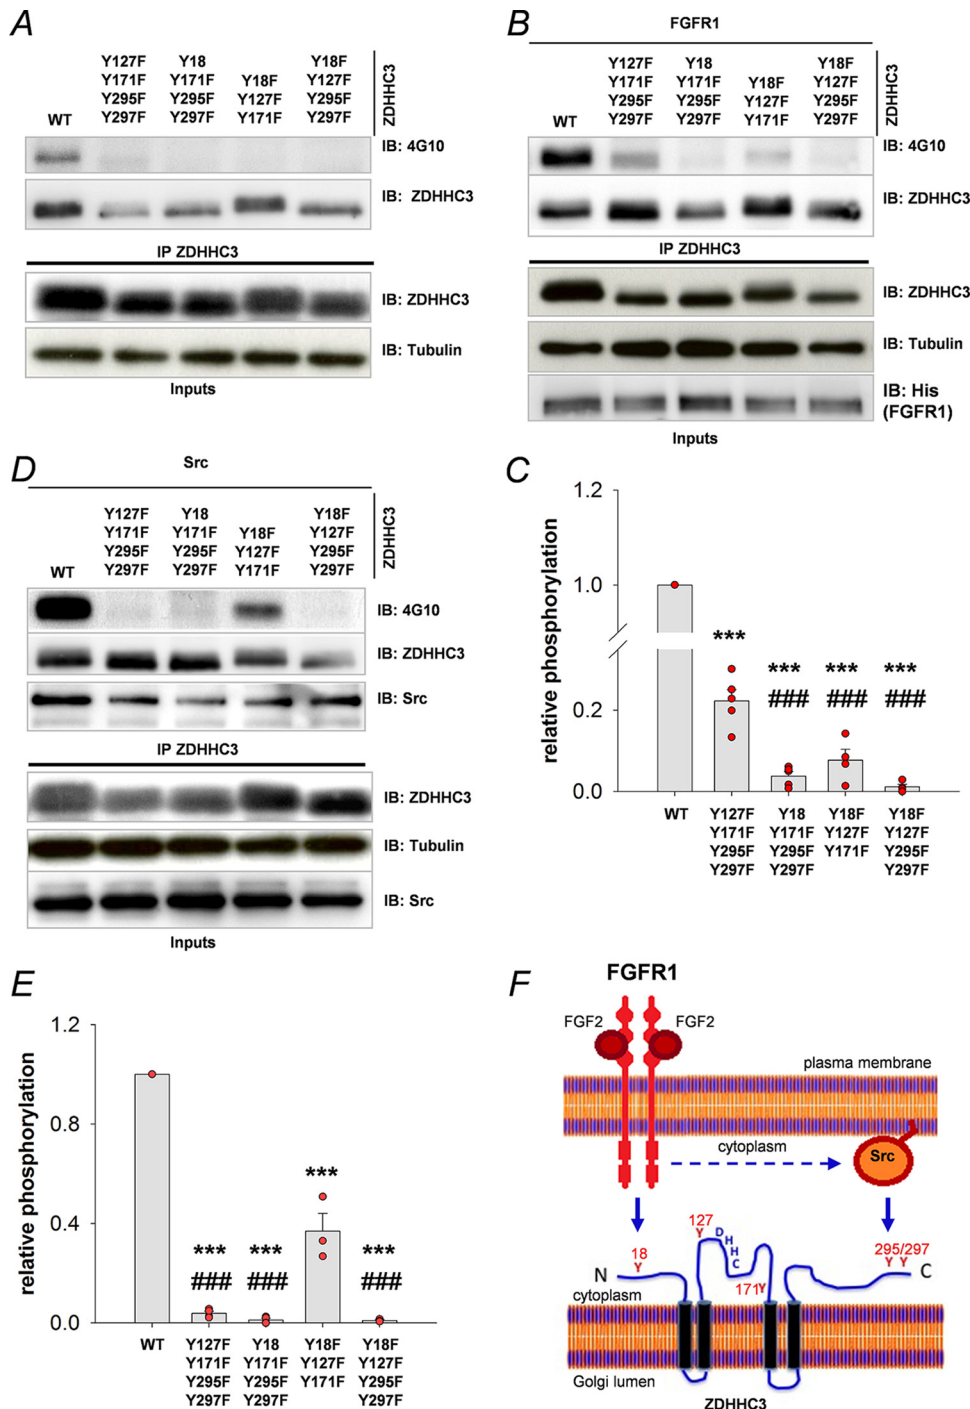 A
Y127F Y18 Y18F
Y171F Y171F Y18F Y127F
Y295F Y295F Y127F Y295F
WT Y297F Y297F Y171F Y297F
ZDHHC3
IB: 4G10
IB: ZDHHC3
IP ZDHHC3
IB: ZDHHC3
IB: Tubulin
Inputs
B
FGFR1
Y127F Y18 Y18F
Y171F Y171F Y18F Y127F
Y295F Y295F Y127F Y295F
WT Y297F Y297F Y171F Y297F
ZDHHC3
IB: 4G10
IB: ZDHHC3
IP ZDHHC3
IB: ZDHHC3
IB: Tubulin
IB: His
(FGFR1)
Inputs
D
Src
Y127F Y18 Y18F
Y171F Y171F Y18F Y127F
Y295F Y295F Y127F Y295F
WT Y297F Y297F Y171F Y297F
ZDHHC3
IB: 4G10
IB: ZDHHC3
IB: Src
IP ZDHHC3
IB: ZDHHC3
IB: Tubulin
IB: Src
Inputs
C
relative phosphorylation
1.2
1.0
0.2
0.0
***
*** *** ***
### ### ###
WT Y127F Y18 Y18F Y18F
Y171F Y171F Y127F Y127F
Y295F Y295F Y171F Y295F
Y297F Y297F Y297F
E
relative phosphorylation
1.2
0.8
0.4
0.0
***
*** *** ***
### ### ###
WT Y127F Y18 Y18F Y18F
Y171F Y171F Y127F Y127F
Y295F Y295F Y171F Y295F
Y297F Y297F Y297F
F
FGFR1
FGF2 FGF2
plasma membrane
cytoplasm
Src
127
Y
D
H
H
C
18
Y
171Y
295/297
Y Y
N C
cytoplasm
Golgi lumen
ZDHHC3